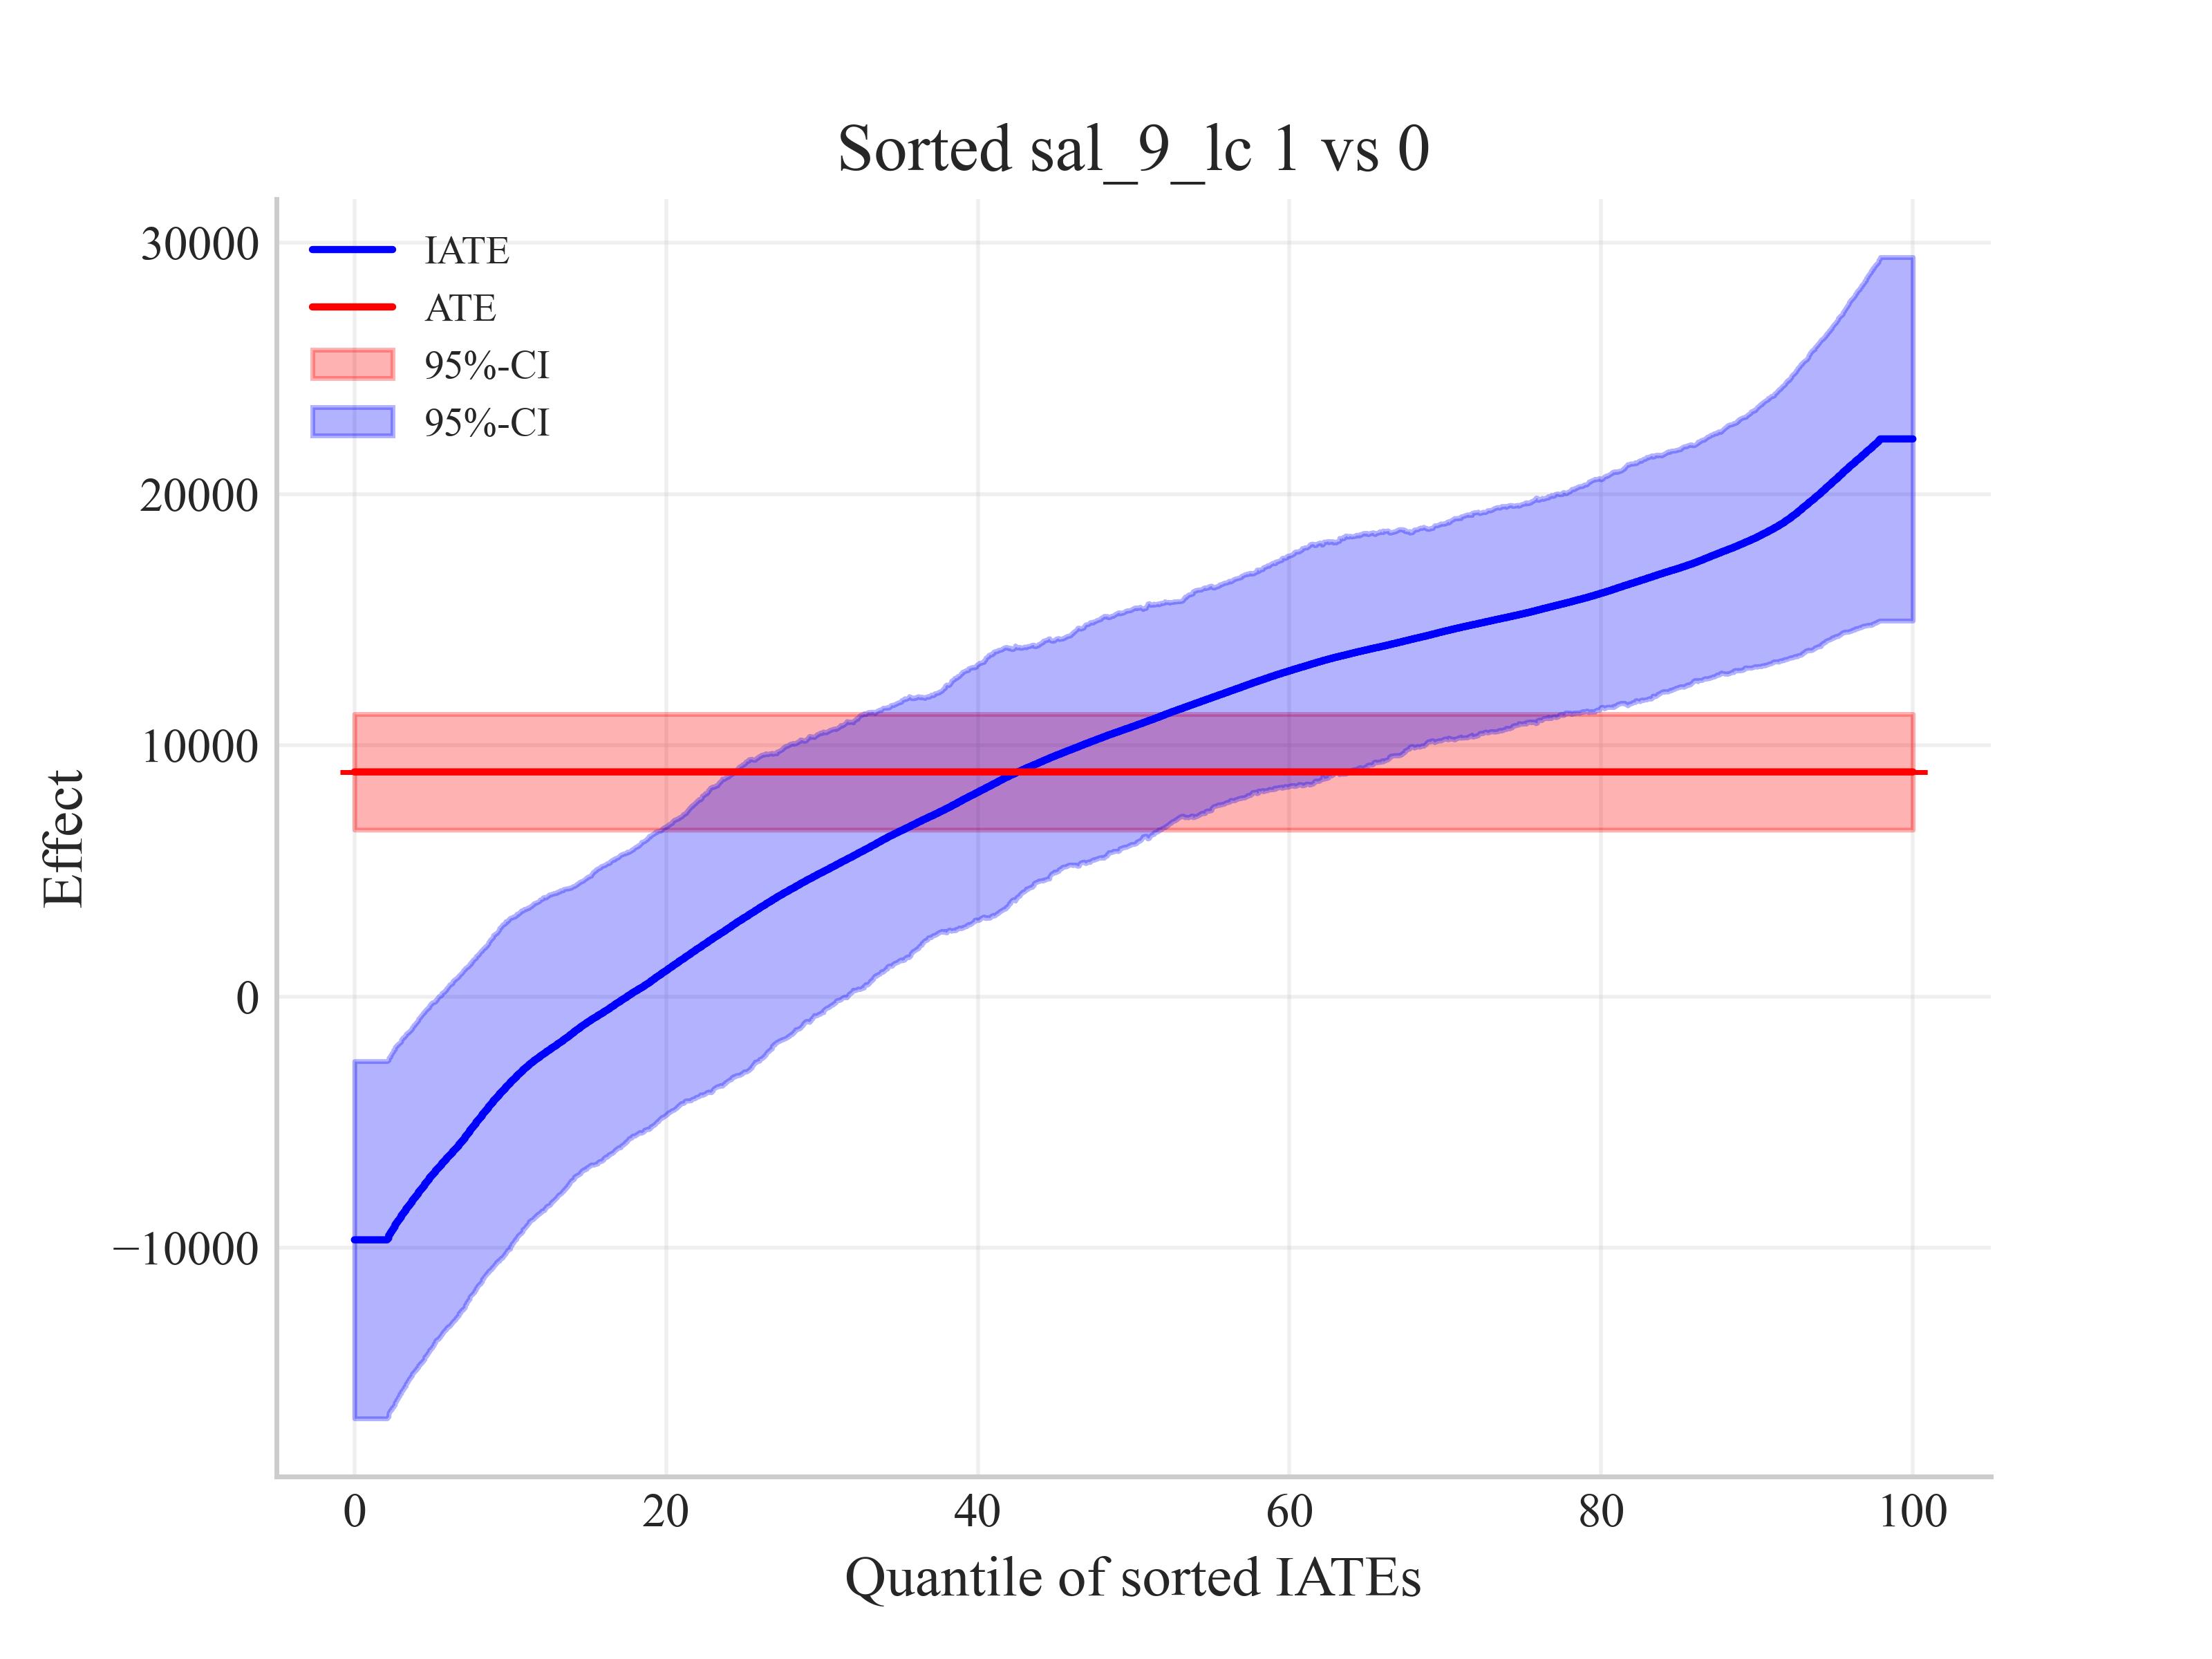 Sorted sal_9_lc 1 vs 0
IATE
ATE
95%-CI
95%-CI
30000
20000
10000
0
−10000
Effect
0 20 40 60 80 100
Quantile of sorted IATEs